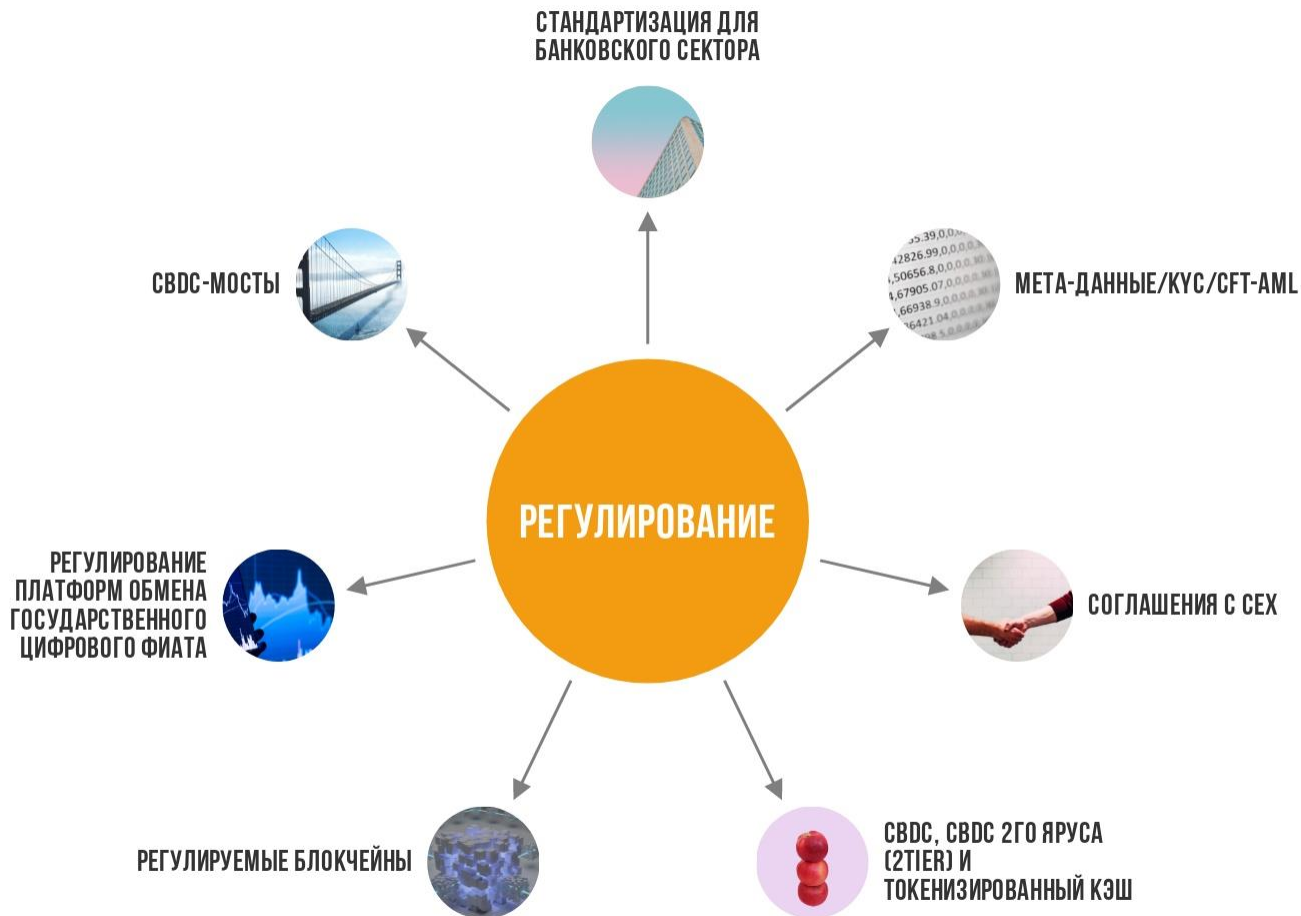 СТАНДАРТИЗАЦИЯ ДЛЯ
БАНКОВСКОГО СЕКТОРА
CBDC-МОСТЫ
МЕТА-ДАННЫЕ/KYC/CFT-AML
РЕГУЛИРОВАНИЕ
РЕГУЛИРОВАНИЕ
ПЛАТФОРМ ОБМЕНА
ГОСУДАРСТВЕННОГО
ЦИФРОВОГО ФИАТА
СОГЛАШЕНИЯ С CEX
РЕГУЛИРУЕМЫЕ БЛОКЧЕЙНЫ
CBDC, CBDC 2ГО ЯРУСА
(2TIER) И
ТОКЕНИЗИРОВАННЫЙ КЭШ